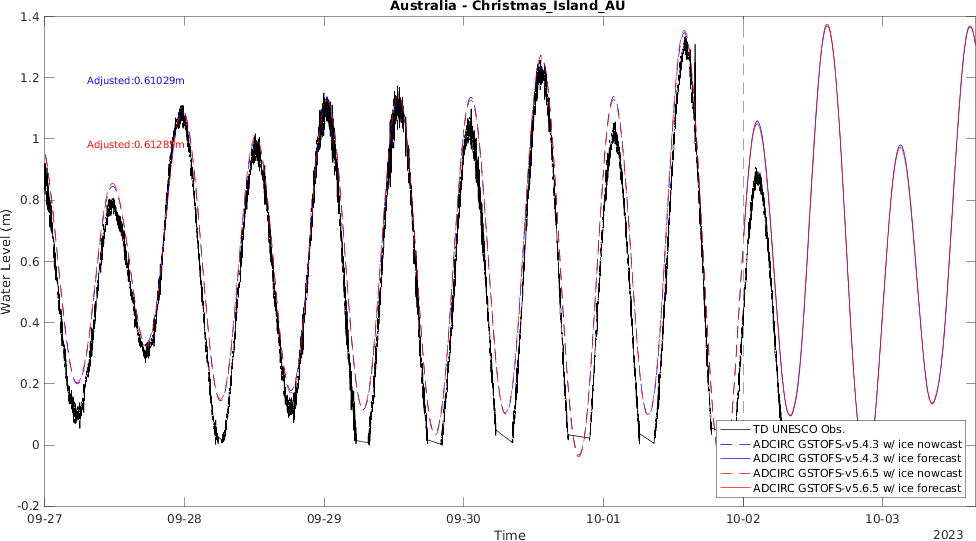 Australia - Christmas_Island_AU
1.4
1.2
1
0.8
0.6
0.4
0.2
0
-0.2
Water Level (m)
Adjusted:0.61029m
Adjusted:0.61289m
TD UNESCO Obs.
ADCIRC GSTOFS-v5.4.3 w/ ice nowcast
ADCIRC GSTOFS-v5.4.3 w/ ice forecast
ADCIRC GSTOFS-v5.6.5 w/ ice nowcast
ADCIRC GSTOFS-v5.6.5 w/ ice forecast
09-27 09-28 09-29 09-30 10-01 10-02 10-03
Time
2023